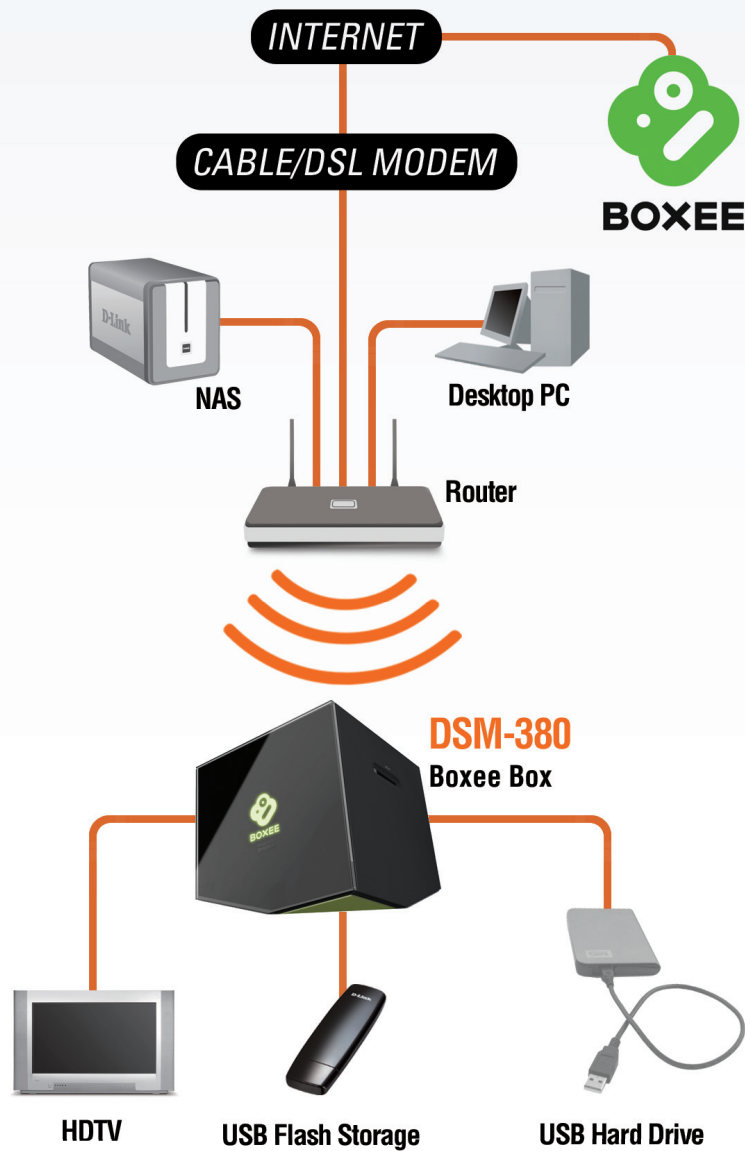 INTERNET
BOXEE
CABLE/DSL MODEM
D-Link
NAS
Desktop PC
Router
DSM-380
Boxee Box
BOXEE
D-Link
HDTV
USB Flash Storage
USB Hard Drive